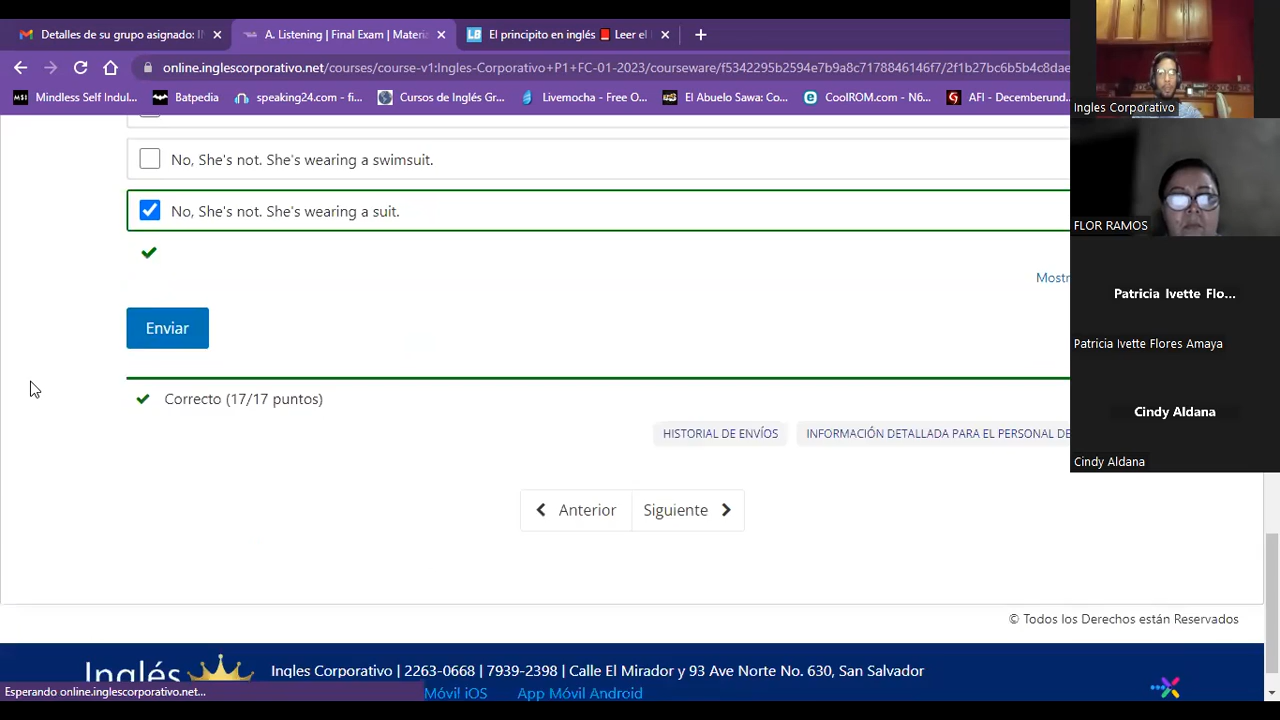 Detalles de su grupo asignado: I
A. Listening | Final Exam | Materi
LB El principito en inglés Leer el l
online.inglescorporativo.net/courses/course-v1:Ingles-Corporativo+P1+FC-01-2023/courseware/f5342295b2594e7b9a8c7178846146f7/2f1b27bc6b5b4c8dae
Mindless Self Indul...
Batpedia
speaking24.com - fi...
Cursos de Inglés Gr...
Livemocha - Free O...
El Abuelo Sawa: Co...
CoolROM.com - N6...
AFI - Decemberund
Ingles Corporativo
No, She's not. She's wearing a swimsuit.
No, She's not. She's wearing a suit.
FLOR RAMOS
Mostr
Patricia Ivette Flo...
Patricia Ivette Flores Amaya
Enviar
Correcto (17/17 puntos)
Cindy Aldana
Cindy Aldana
HISTORIAL DE ENVÍOS
INFORMACIÓN DETALLADA PARA EL PERSONAL DE
Anterior
Siguiente
© Todos los Derechos están Reservados
Inglés
Ingles Corporativo | 2263-0668 | 7939-2398 | Calle El Mirador y 93 Ave Norte No. 630, San Salvador
Esperando online.inglescorporativo.net...
Móvil iOS
App Móvil Android